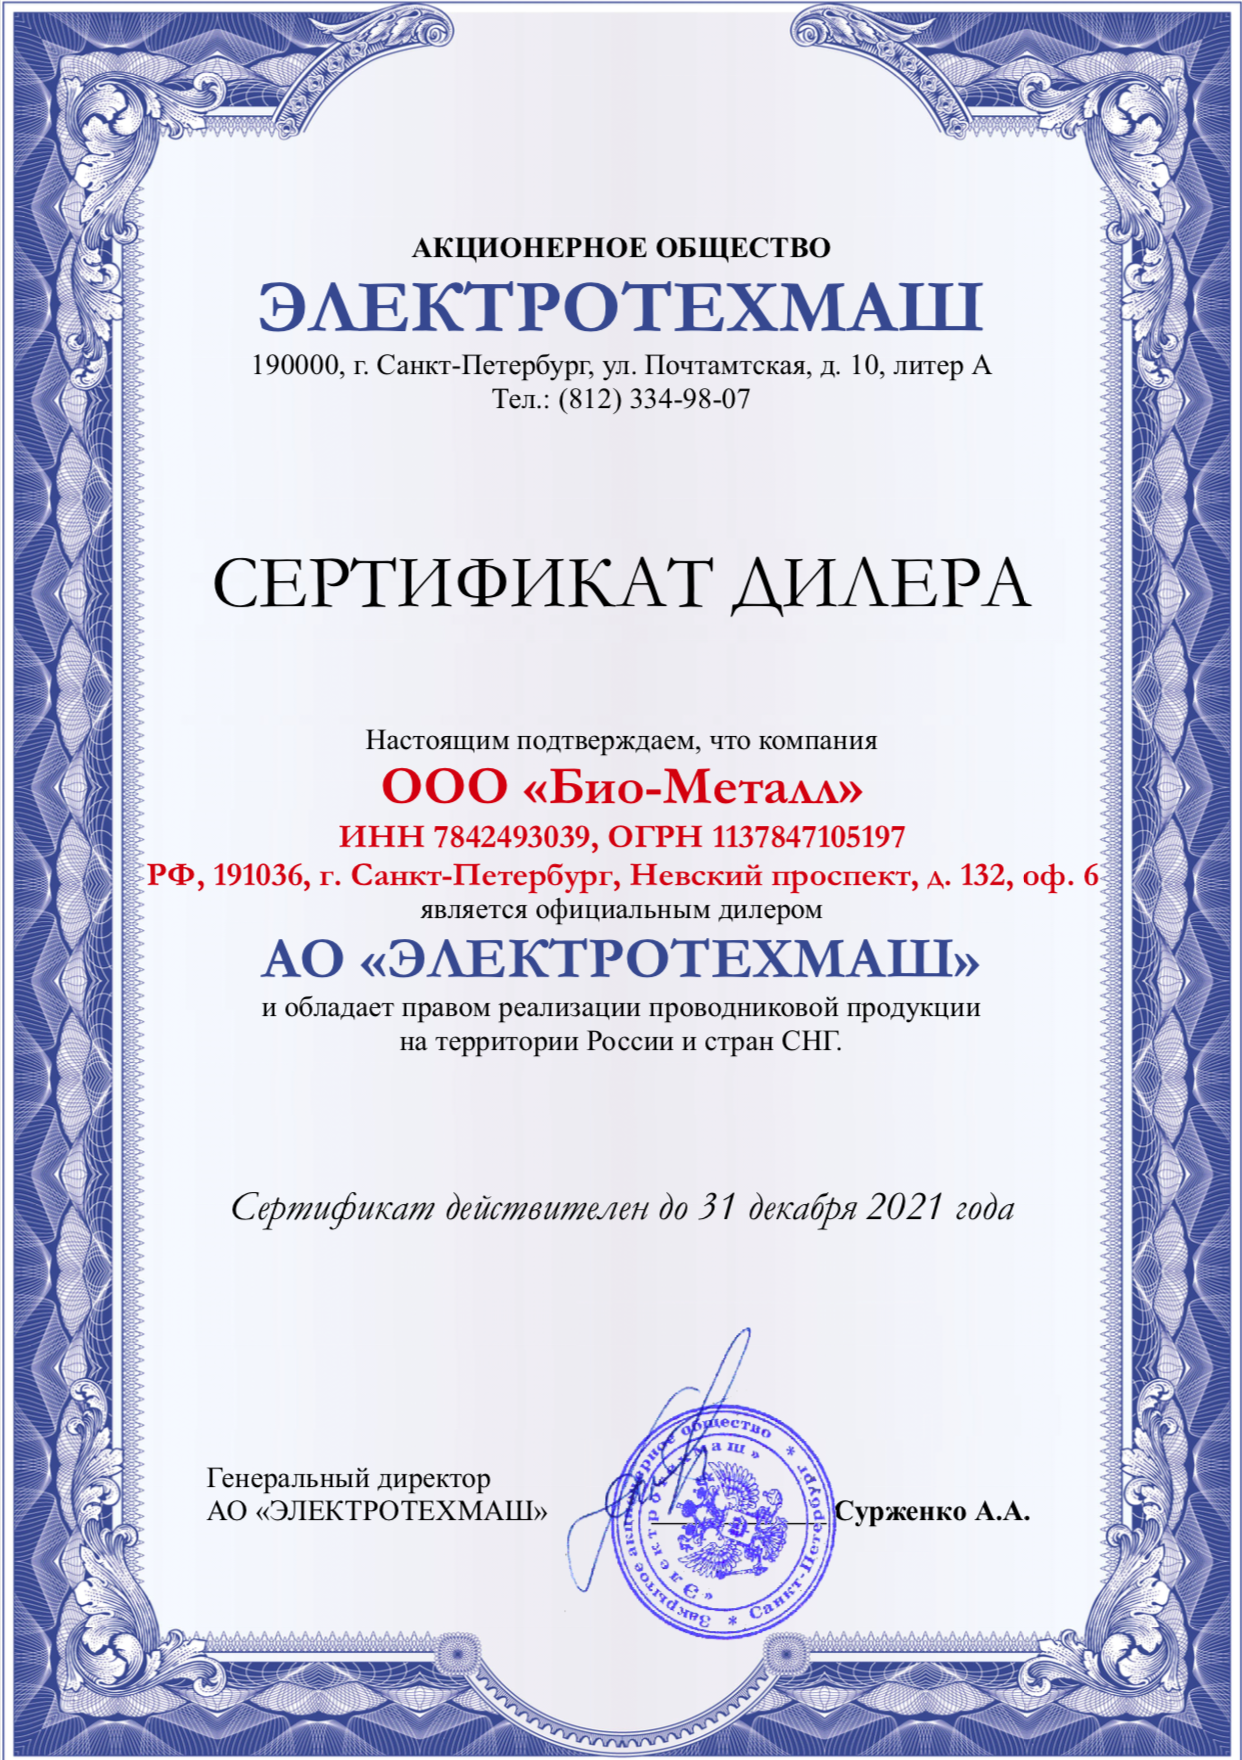 АКЦИОНЕРНОЕ ОБЩЕСТВО
ЭЛЕКТРОТЕХМАШ
190000, г. Санкт-Петербург, ул. Почтамтская, д. 10, литер А
Тел.: (812) 334-98-07
СЕРТИФИКАТ ДИЛЕРА
Настоящим подтверждаем, что компания
ООО «Био-Металл»
ИНН 7842493039, ОГРН 1137847105197
РФ, 191036, г. Санкт-Петербург, Невский проспект, д. 132, оф. 6
является официальным дилером
АО «ЭЛЕКТРОТЕХМАШ»
и обладает правом реализации проводниковой продукции
на территории России и стран СНГ.
Сертификат действителен до 31 декабря 2021 года
Генеральный директор
АО «ЭЛЕКТРОТЕХМАШ»
Сурженко А.А.
Закрытое акционерное общество * Санкт-Петербург *
«Электротехмаш»